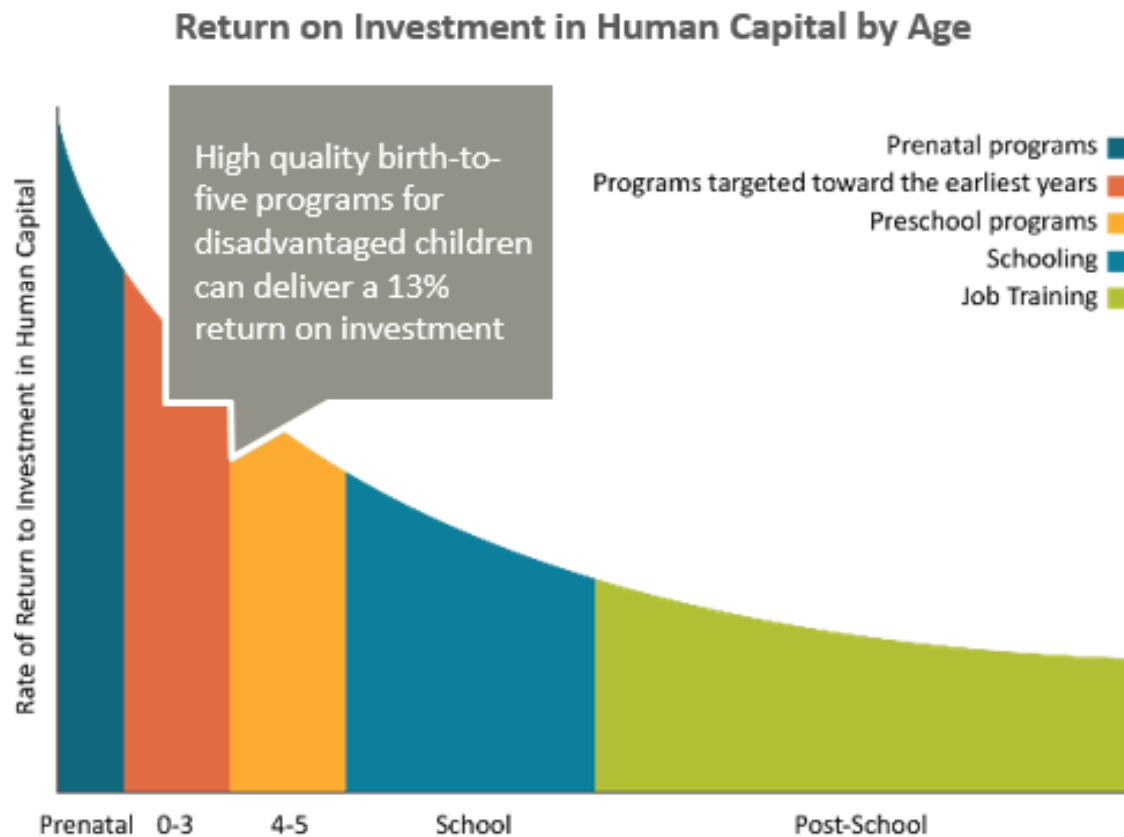 Return on Investment in Human Capital by Age
High quality birth-to-
five programs for
disadvantaged children
can deliver a 13%
return on investment
Prenatal programs
Programs targeted toward the earliest years
Preschool programs
Schooling
Job Training
Rate of Return to Investment in Human Capital
Prenatal 0-3 4-5 School Post-School